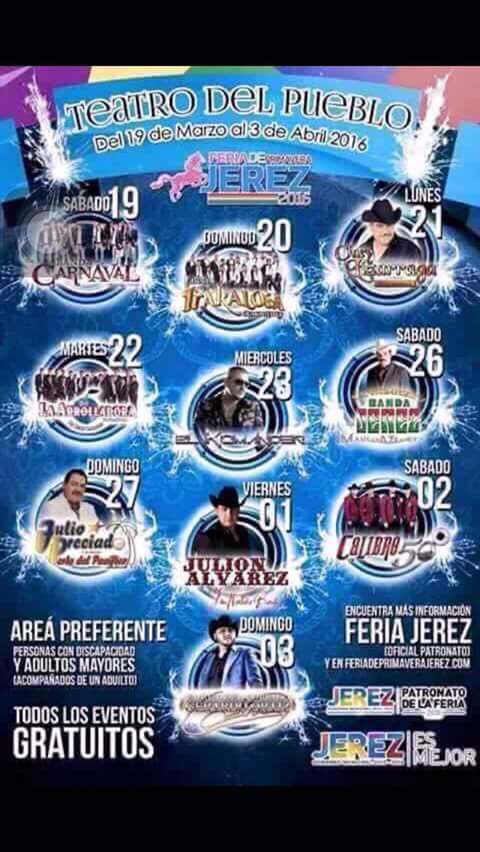 TEATRO DEL PUEBLO
Del 19 de Marzo al 3 de Abril 2016
FERIA DE PRIMAVERA
JEREZ
2016
SABADO 19
CARNAVAL
DOMINGO 20
TRAKALOSA
LUNES
21
MARTES 22
LA ARROLLADORA
MIERCOLES
23
EL KOMANDER
SABADO
26
BANDA
JEREZ
DOMINGO
27
Julio Preciado
VIERNES
01
JULION
ALVAREZ
SABADO
02
CALIBRE 50
DOMINGO
03
AREÁ PREFERENTE
PERSONAS CON DISCAPACIDAD
Y ADULTOS MAYORES
(ACOMPAÑADOS DE UN ADULTO)
TODOS LOS EVENTOS
GRATUITOS
ENCUENTRA MÁS INFORMACIÓN
FERIA JEREZ
(OFICIAL PATRONATO)
Y EN FERIADEPRIMAVERAJEREZ.COM
JEREZ PATRONATO
DE LA FERIA
JEREZ ES
MEJOR